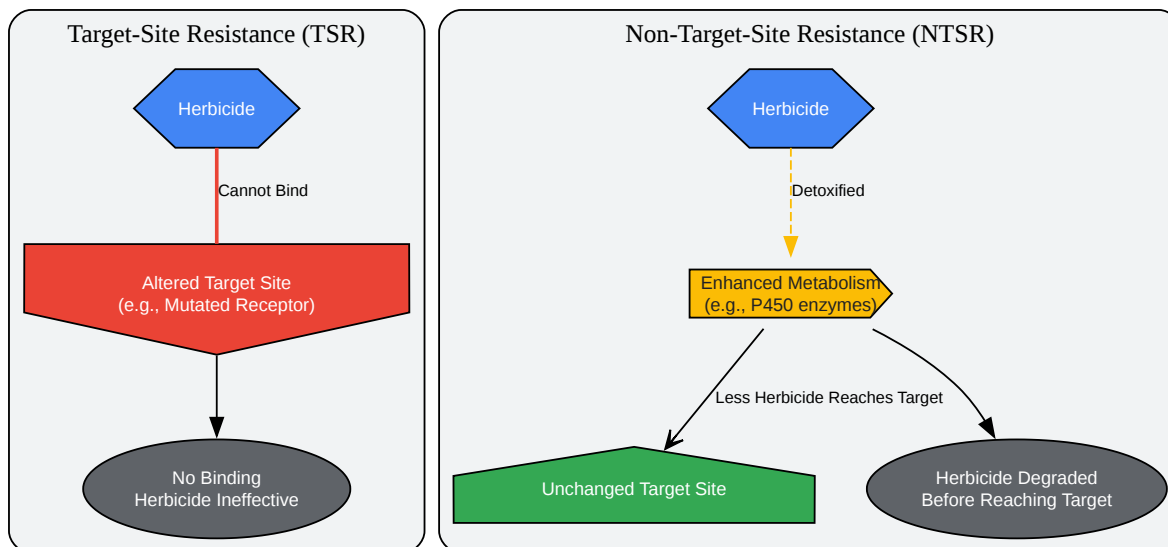 Target-Site Resistance (TSR)
Herbicide
Cannot Bind
Altered Target Site
(e.g., Mutated Receptor)
No Binding
Herbicide Ineffective
Non-Target-Site Resistance (NTSR)
Herbicide
Detoxified
Enhanced Metabolism
(e.g., P450 enzymes)
Less Herbicide Reaches Target
Unchanged Target Site
Herbicide Degraded
Before Reaching Target